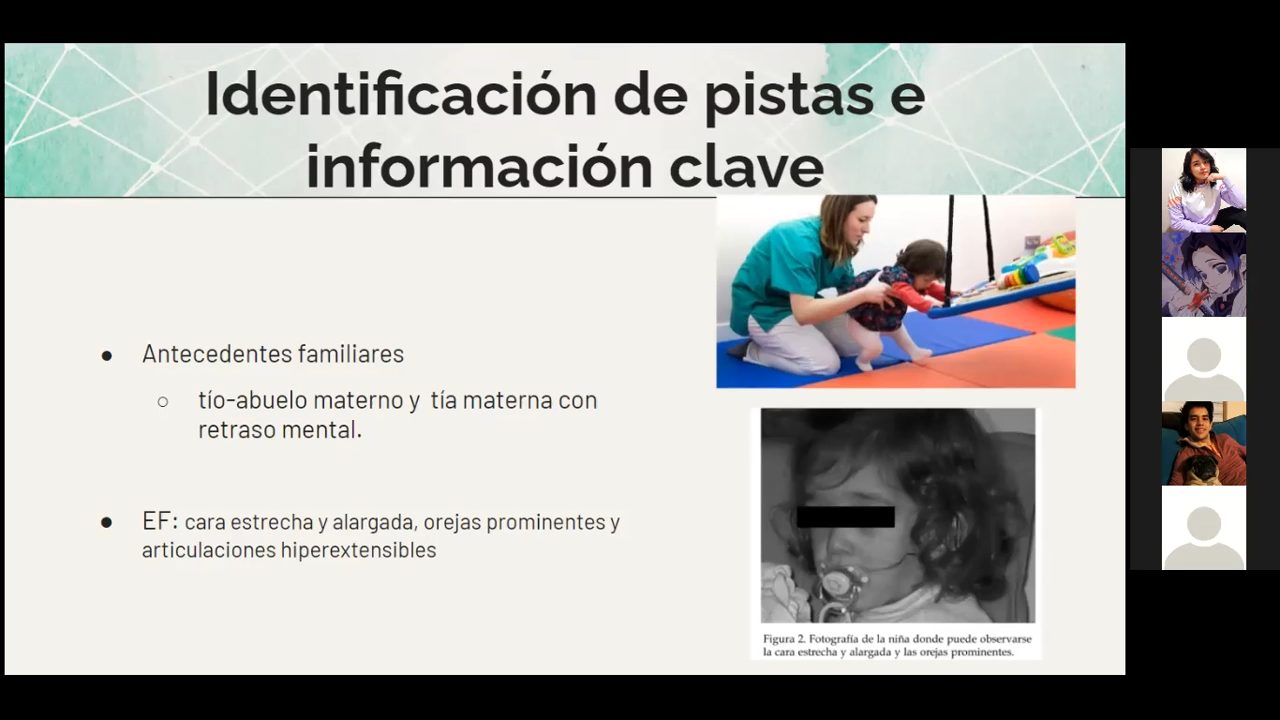 Identificación de pistas e
información clave
● Antecedentes familiares
○ tío-abuelo materno y tía materna con
retraso mental.
● EF: cara estrecha y alargada, orejas prominentes y
articulaciones hiperextensibles
Figura 2. Fotografía de la niña donde puede observarse
la cara estrecha y alargada y las orejas prominentes.